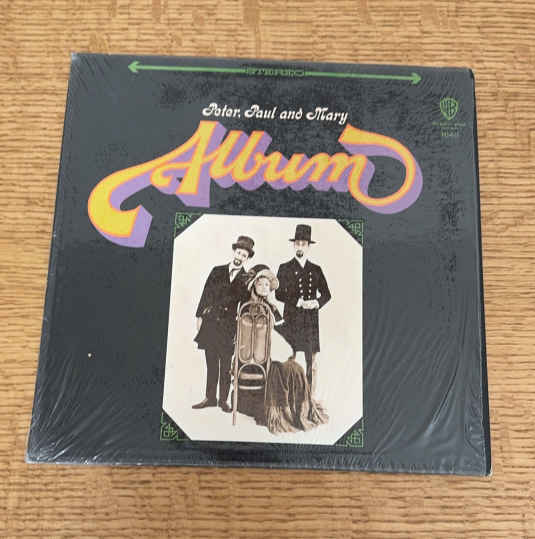 STEREO
Peter, Paul and Mary
Album